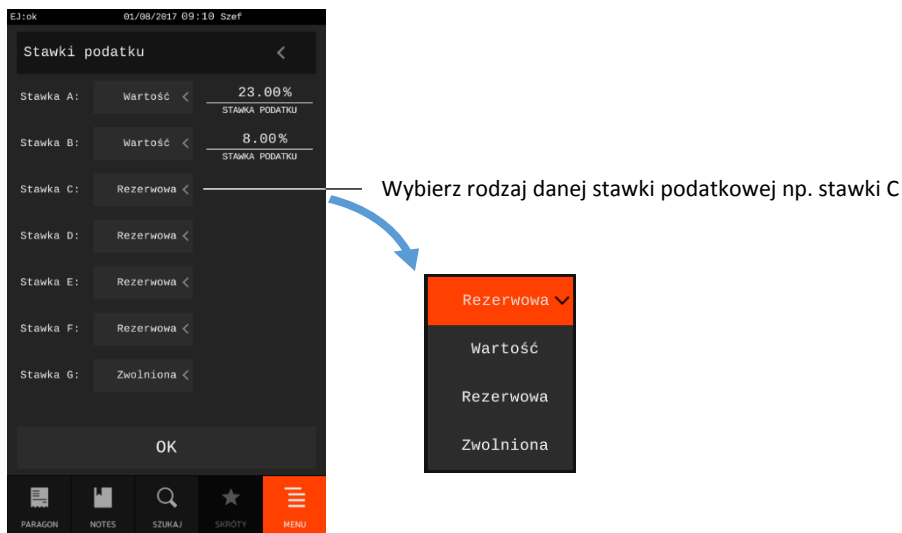 EJ:ok 01/08/2017 09:10 Szef
Stawki podatku
Stawka A: Wartość 23.00%
STAWKA PODATKU
Stawka B: Wartość 8.00%
STAWKA PODATKU
Stawka C: Rezerwowa
Wybierz rodzaj danej stawki podatkowej np. stawki C
Stawka D: Rezerwowa
Stawka E: Rezerwowa
Stawka F: Rezerwowa
Stawka G: Zwolniona
OK
PARAGON NOTES SZUKAJ SKRÓTY MENU
Rezerwowa
Wartość
Rezerwowa
Zwolniona